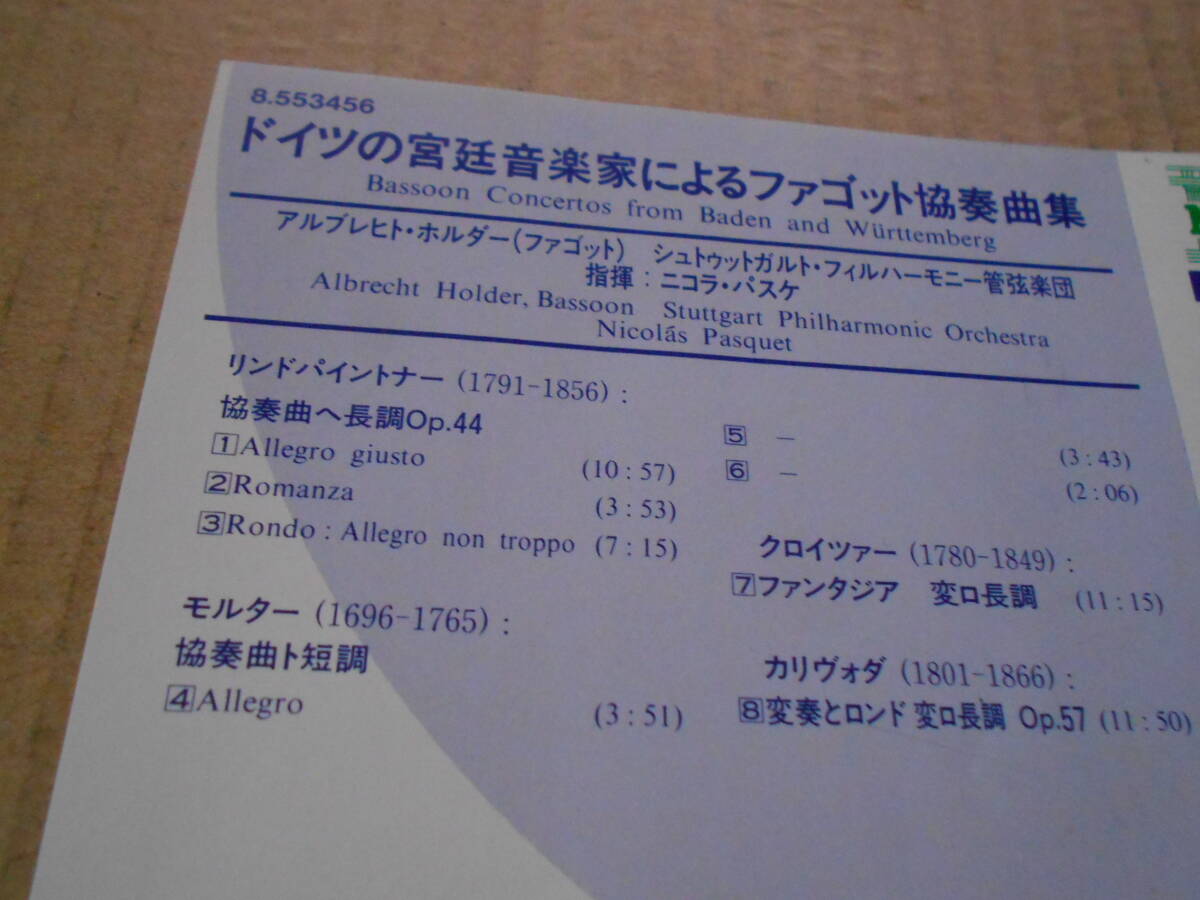 8.553456
ドイツの宮廷音楽家によるファゴット協奏曲集
Bassoon Concertos from Baden and Württemberg
アルブレヒト・ホルダー(ファゴット) シュトゥットガルト・フィルハーモニー管弦楽団
指揮：ニコラ・パスケ
Albrecht Holder, Bassoon Stuttgart Philharmonic Orchestra
Nicolás Pasquet
リンドパイントナー (1791-1856) :
協奏曲ヘ長調Op.44
1 Allegro giusto (10 : 57)
2 Romanza (3 : 53)
3 Rondo : Allegro non troppo (7 : 15)
モルター (1696-1765) :
協奏曲ト短調
4 Allegro (3 : 51)
5 – (3 : 43)
6 – (2 : 06)
クロイツァー (1780-1849) :
7 ファンタジア 変ロ長調 (11 : 15)
カリヴォダ (1801-1866) :
8 変奏とロンド 変ロ長調 Op.57 (11 : 50)